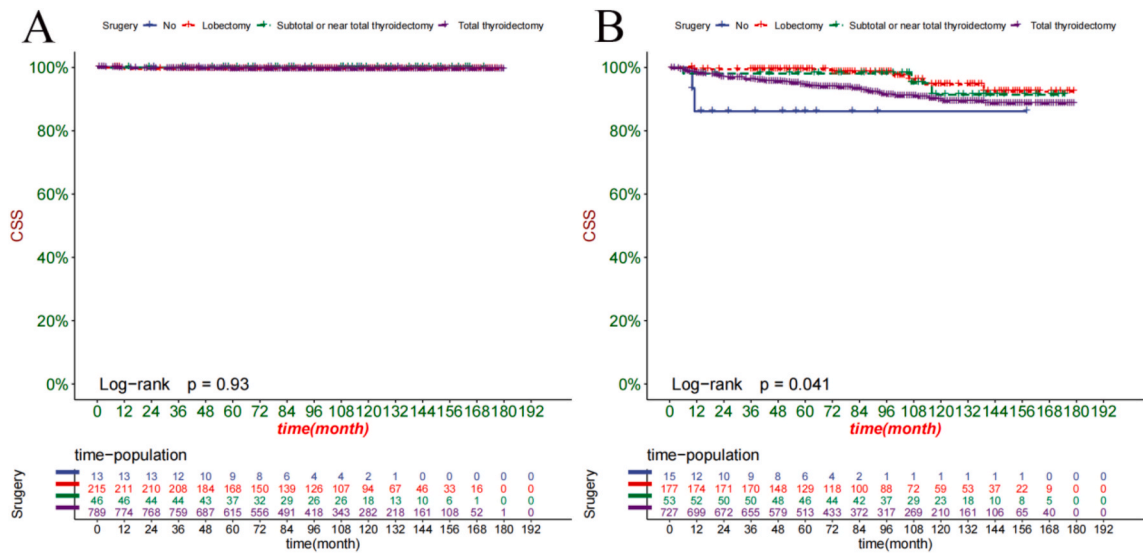 A
Srugery No Lobectomy Subtotal or near total thyroidectomy Total thyroidectomy
100%
80%
60%
40%
20%
0%
CSS
Log-rank p = 0.93
0 12 24 36 48 60 72 84 96 108 120 132 144 156 168 180 192
time(month)
time-population
Srugery
13 13 13 12 10 9 8 6 4 4 2 1 0 0 0 0 0
215 211 210 208 184 168 150 139 126 107 94 67 46 33 16 0 0
46 46 44 44 43 37 32 29 26 26 18 13 10 6 1 0 0
789 774 768 759 687 615 556 491 418 343 282 218 161 108 52 1 0
0 12 24 36 48 60 72 84 96 108 120 132 144 156 168 180 192
time(month)
B
Srugery No Lobectomy Subtotal or near total thyroidectomy Total thyroidectomy
100%
80%
60%
40%
20%
0%
CSS
Log-rank p = 0.041
0 12 24 36 48 60 72 84 96 108 120 132 144 156 168 180 192
time(month)
time-population
Srugery
15 12 10 9 8 6 4 2 1 1 1 1 1 1 0 0 0
177 174 171 170 148 129 118 100 88 72 59 53 37 22 9 0 0
53 52 50 50 48 46 44 42 37 29 23 18 10 8 5 0 0
727 699 672 655 579 513 433 372 317 269 210 161 106 65 40 0 0
0 12 24 36 48 60 72 84 96 108 120 132 144 156 168 180 192
time(month)